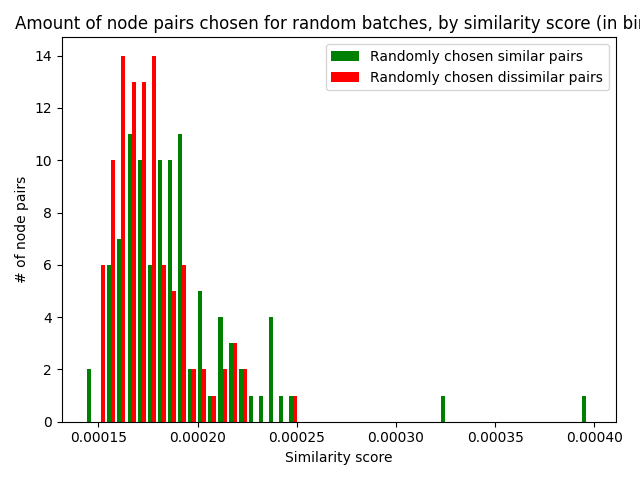 Amount of node pairs chosen for random batches, by similarity score (in bin
Randomly chosen similar pairs
Randomly chosen dissimilar pairs
14
12
10
8
6
4
2
0
# of node pairs
0.00015
0.00020
0.00025
0.00030
0.00035
0.00040
Similarity score